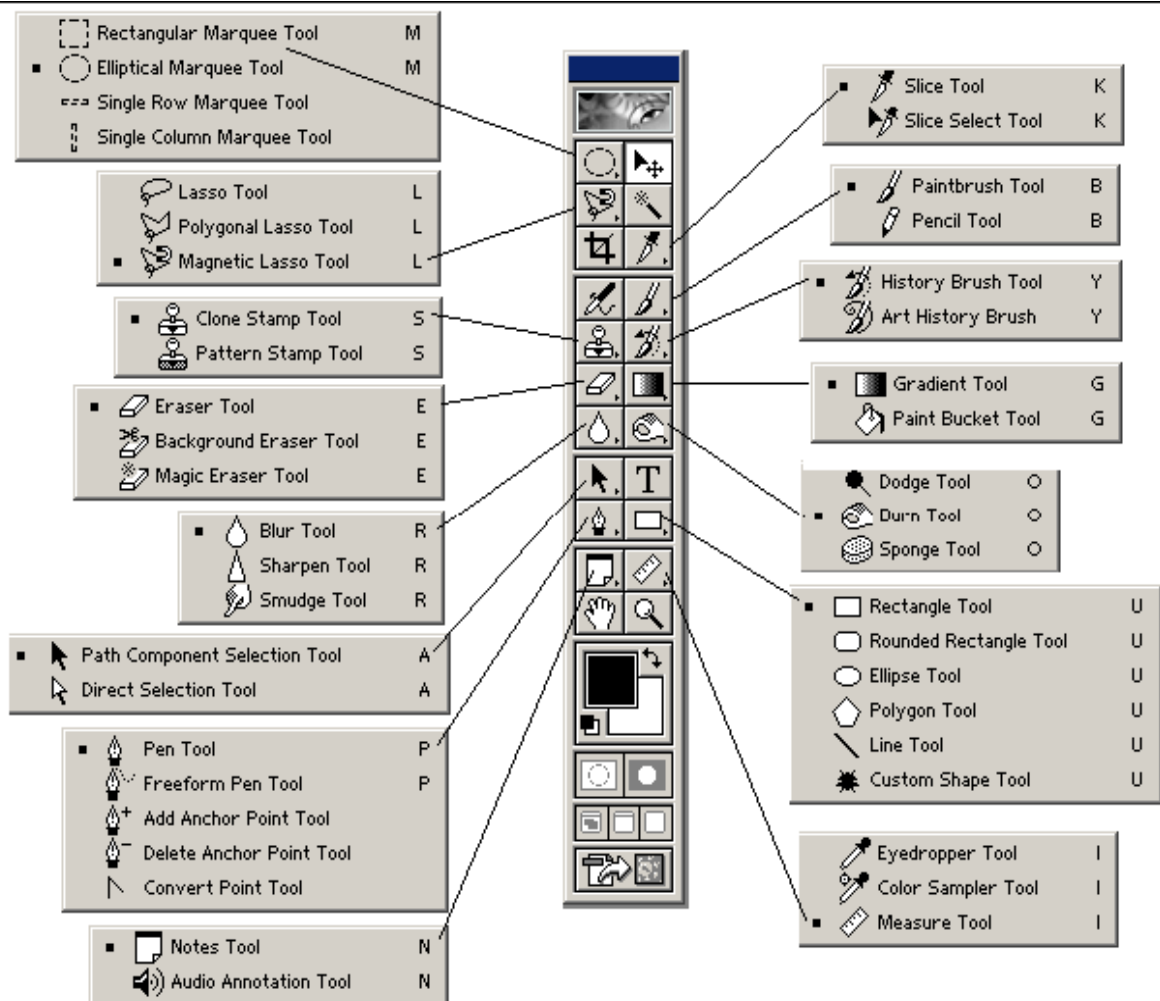 Rectangular Marquee Tool M
Elliptical Marquee Tool M
Single Row Marquee Tool
Single Column Marquee Tool
Lasso Tool L
Polygonal Lasso Tool L
Magnetic Lasso Tool L
Clone Stamp Tool S
Pattern Stamp Tool S
Eraser Tool E
Background Eraser Tool E
Magic Eraser Tool E
Blur Tool R
Sharpen Tool R
Smudge Tool R
Path Component Selection Tool A
Direct Selection Tool A
Pen Tool P
Freeform Pen Tool P
Add Anchor Point Tool
Delete Anchor Point Tool
Convert Point Tool
Notes Tool N
Audio Annotation Tool N
T
Slice Tool K
Slice Select Tool K
Paintbrush Tool B
Pencil Tool B
History Brush Tool Y
Art History Brush Y
Gradient Tool G
Paint Bucket Tool G
Dodge Tool O
Durn Tool O
Sponge Tool O
Rectangle Tool U
Rounded Rectangle Tool U
Ellipse Tool U
Polygon Tool U
Line Tool U
Custom Shape Tool U
Eyedropper Tool I
Color Sampler Tool I
Measure Tool I